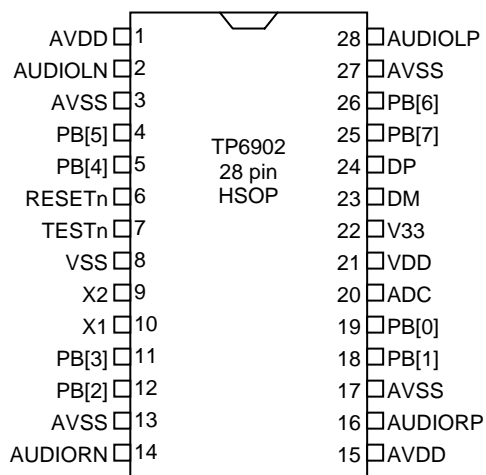 AVDD 1 28 AUDIOLP
AUDIOLN 2 27 AVSS
AVSS 3 26 PB[6]
PB[5] 4 25 PB[7]
PB[4] 5 TP6902 24 DP
RESETn 6 28 pin 23 DM
TESTn 7 HSOP 22 V33
VSS 8 21 VDD
X2 9 20 ADC
X1 10 19 PB[0]
PB[3] 11 18 PB[1]
PB[2] 12 17 AVSS
AVSS 13 16 AUDIORP
AUDIORN 14 15 AVDD